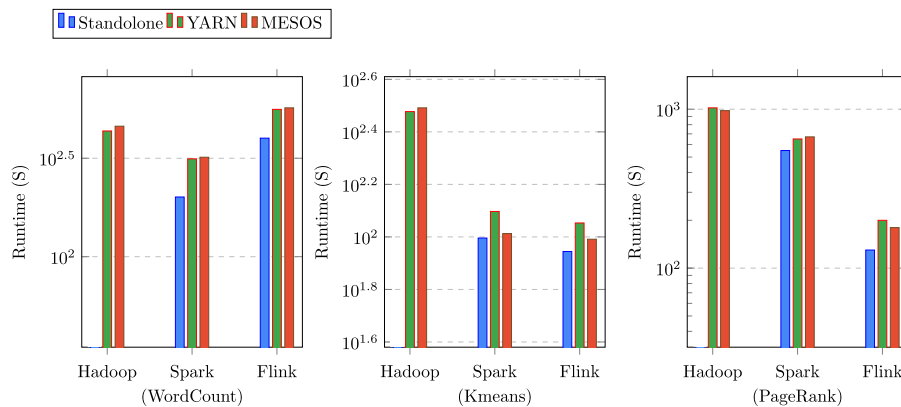 Standolone YARN MESOS
Runtime (S)
10^2.5
10^2
Hadoop Spark Flink
(WordCount)
Runtime (S)
10^2.6
10^2.4
10^2.2
10^2
10^1.8
10^1.6
Hadoop Spark Flink
(Kmeans)
Runtime (S)
10^3
10^2
Hadoop Spark Flink
(PageRank)